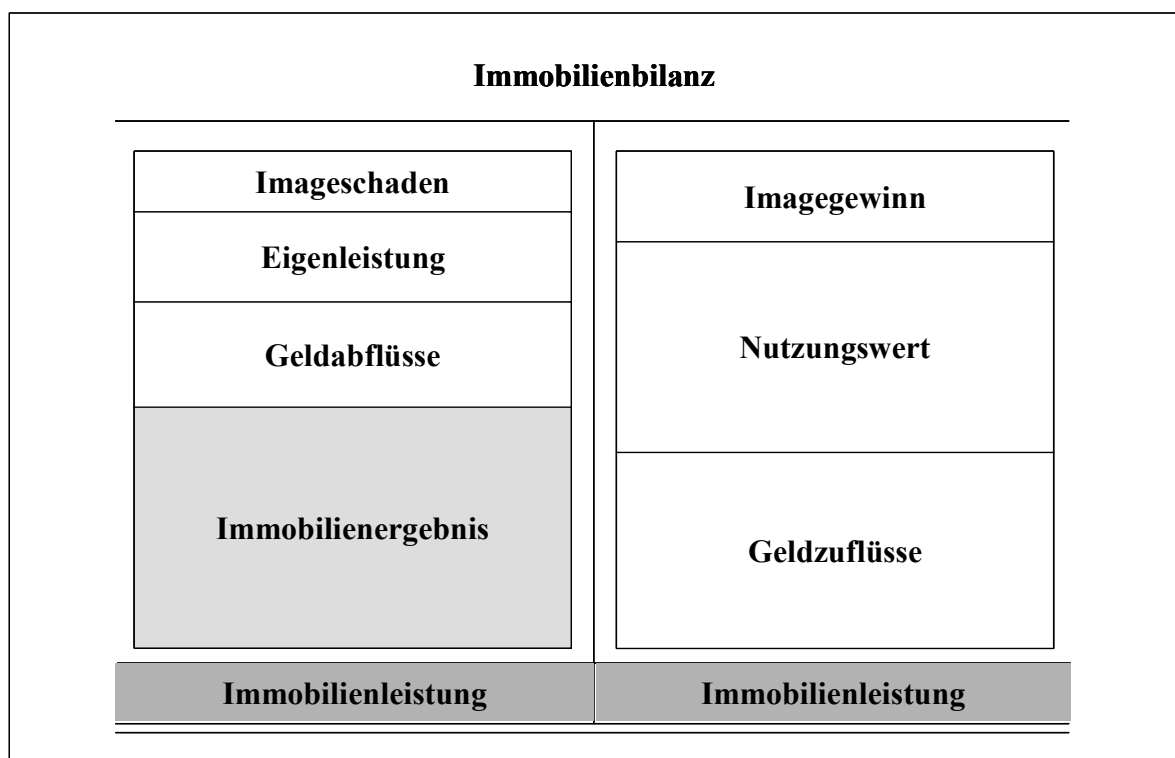 Immobilienbilanz
Imageschaden
Eigenleistung
Geldabflüsse
Immobilienergebnis
Immobilienleistung
Imagegewinn
Nutzungswert
Geldzuflüsse
Immobilienleistung